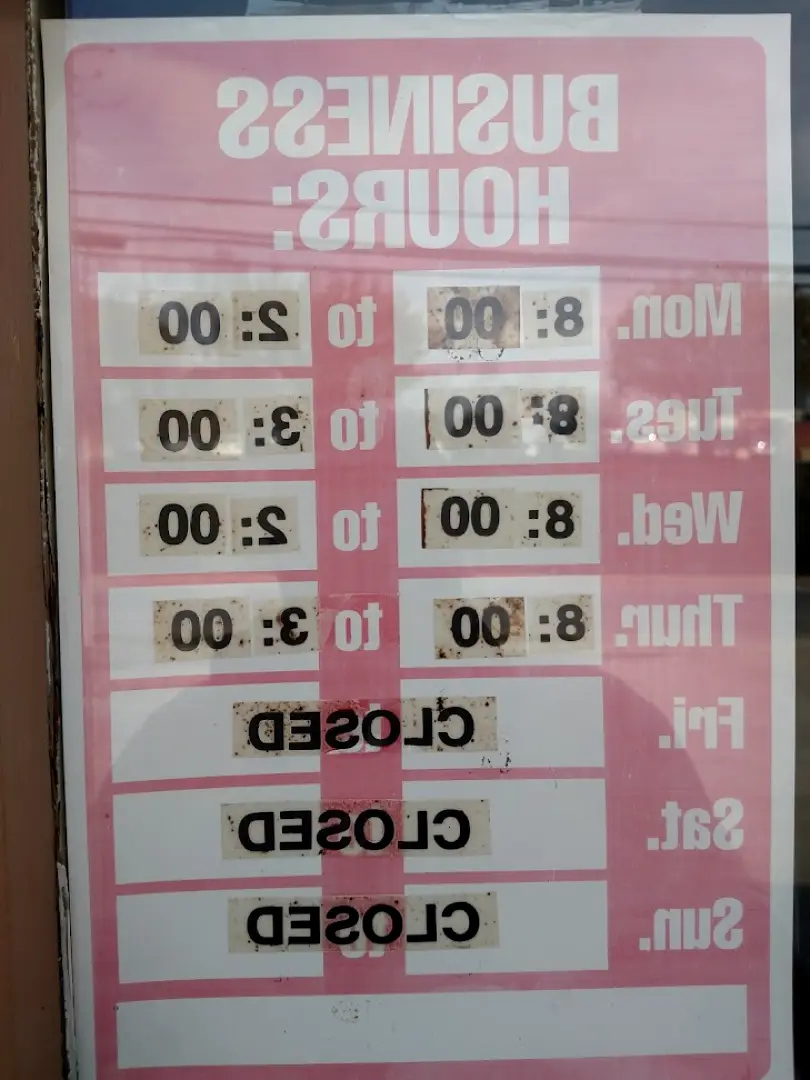 BUSINESS
HOURS:
Mon. 8:00 to 2:00
Tues. 8:00 to 3:00
Wed. 8:00 to 2:00
Thur. 8:00 to 3:00
Fri. CLOSED
Sat. CLOSED
Sun. CLOSED